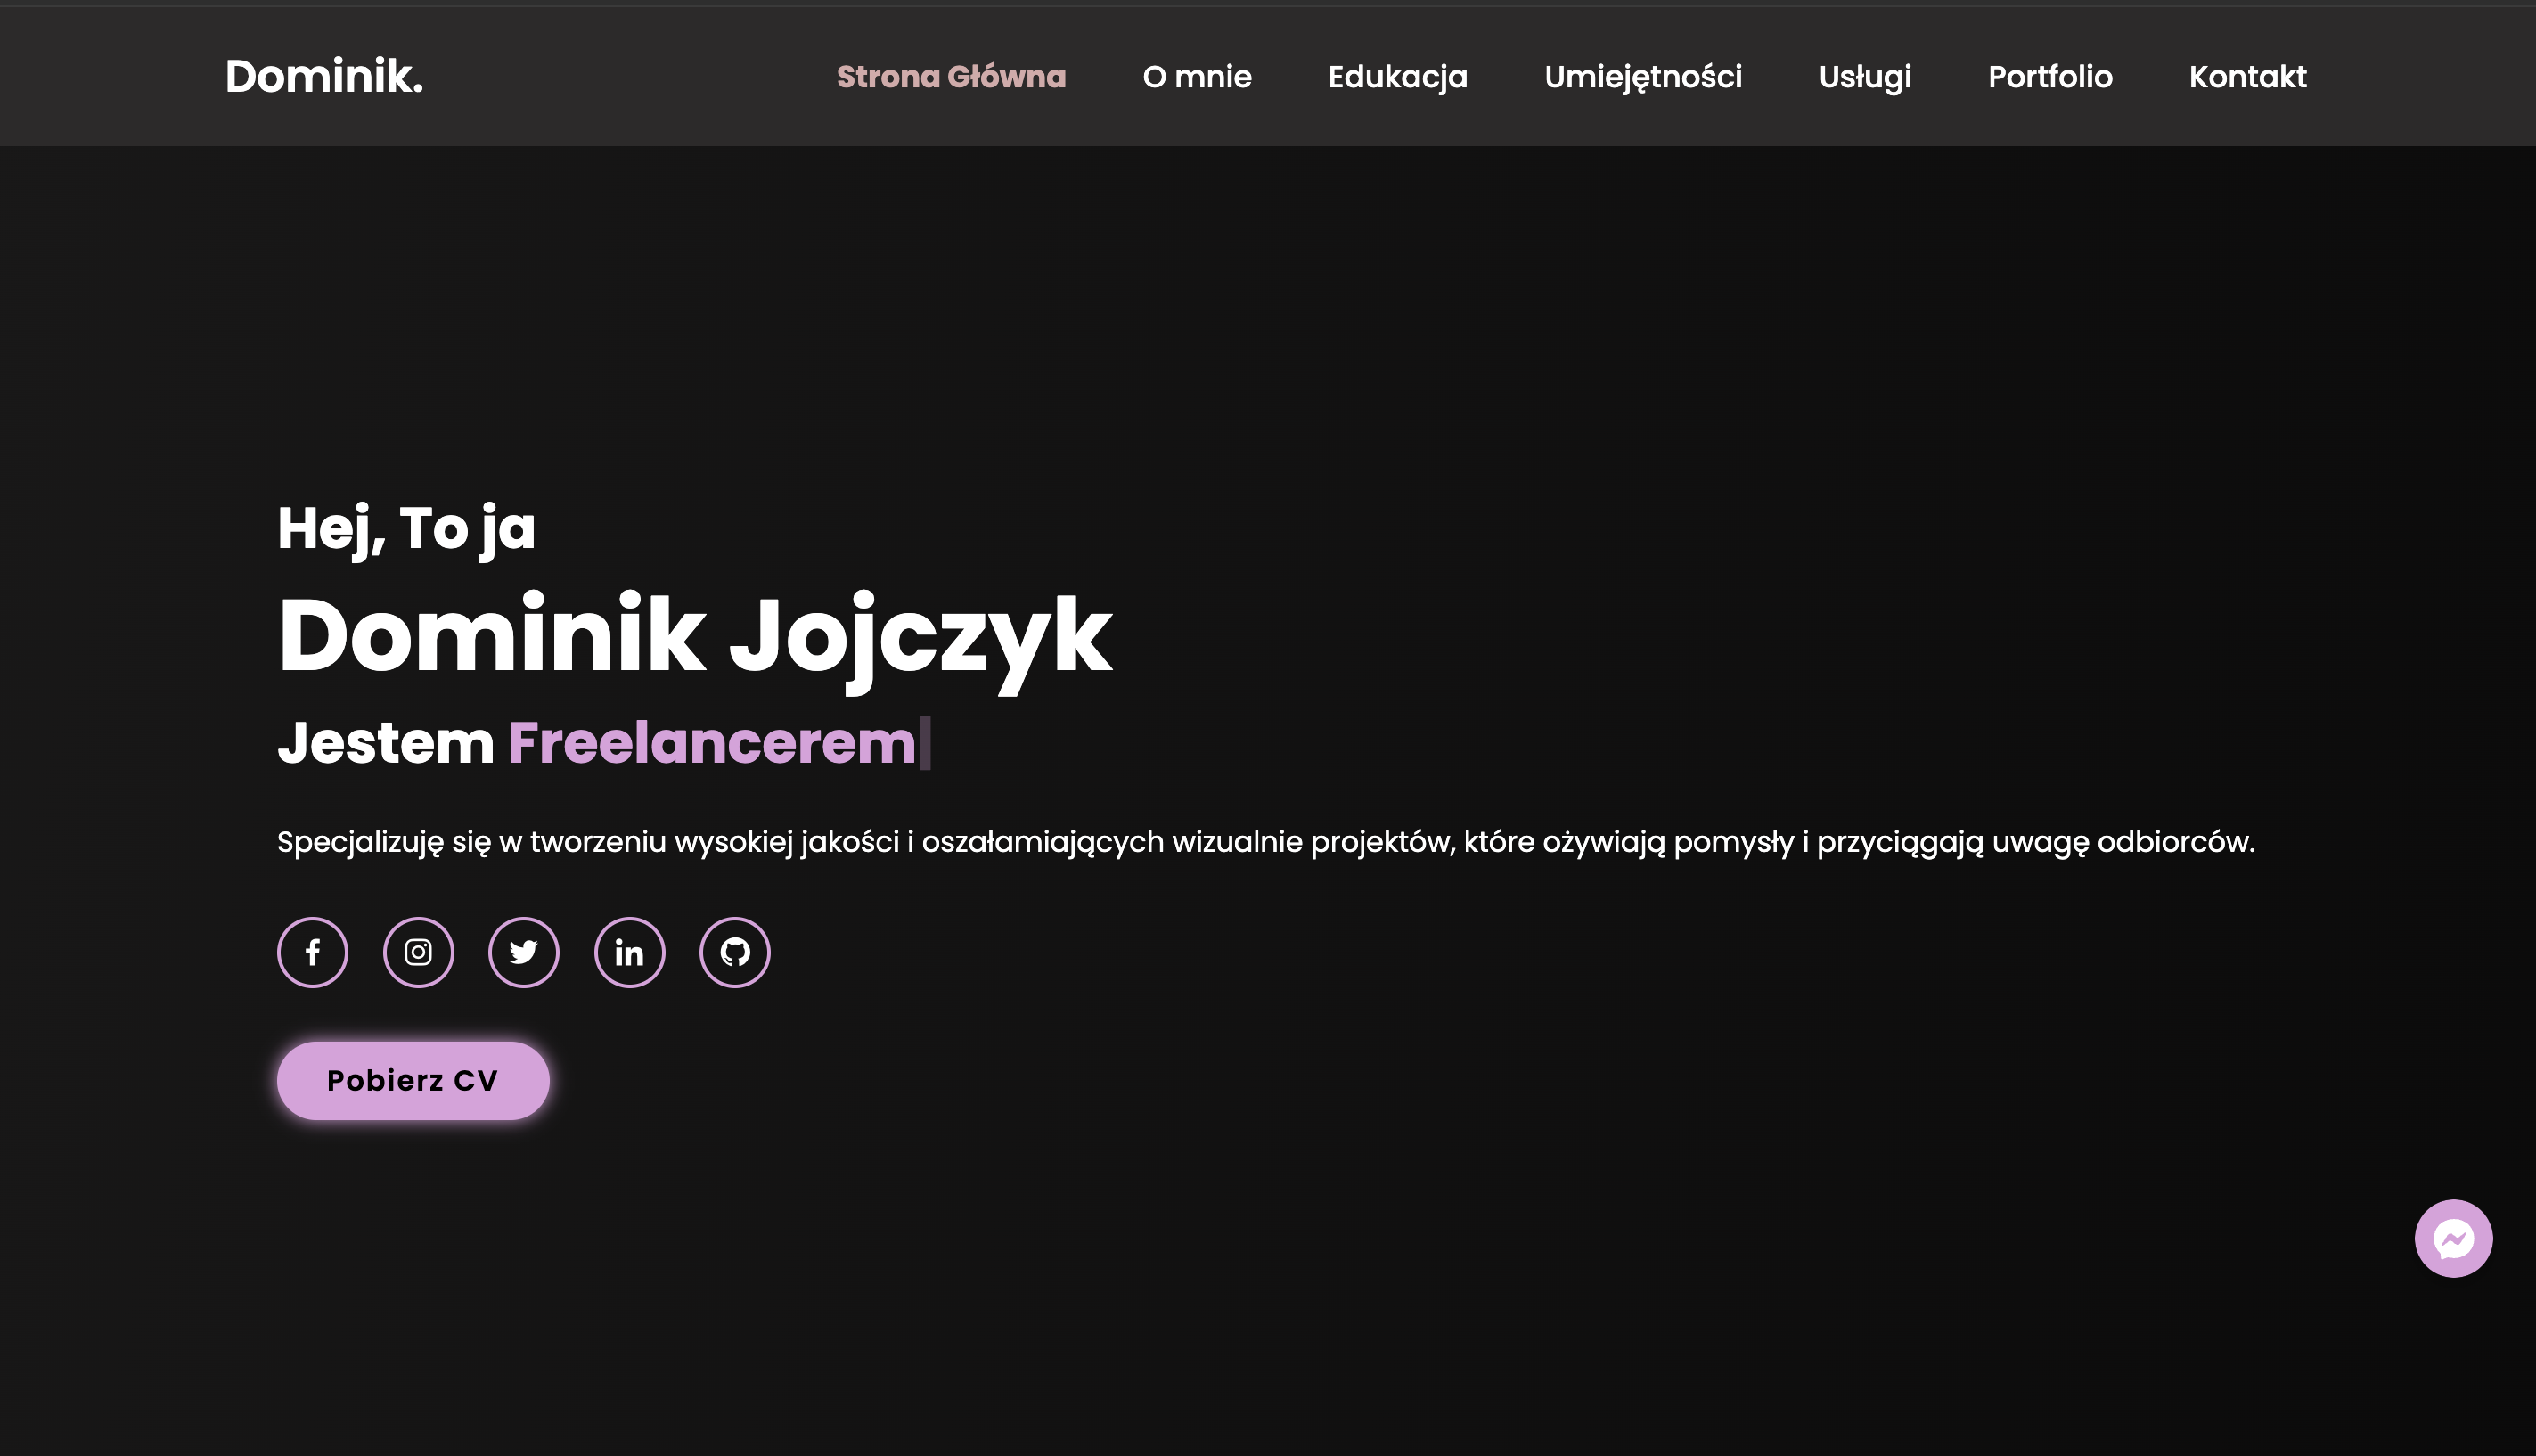 Dominik.
Strona Główna O mnie Edukacja Umiejętności Usługi Portfolio Kontakt
Hej, To ja
Dominik Jojczyk
Jestem Freelancerem
Specjalizuję się w tworzeniu wysokiej jakości i oszałamiających wizualnie projektów, które ożywiają pomysły i przyciągają uwagę odbiorców.
Pobierz CV